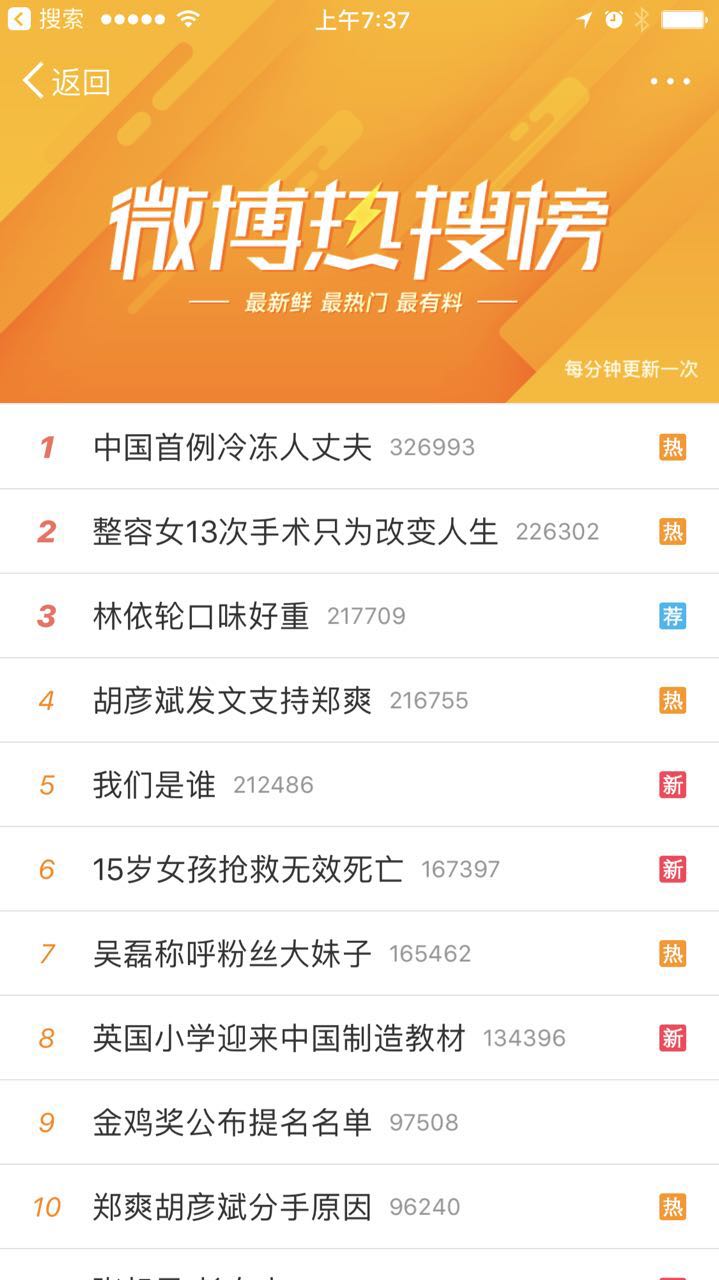 搜索
上午7:37
返回
微博热搜榜
最新鲜 最热门 最有料
每分钟更新一次
1 中国首例冷冻人丈夫 326993 热
2 整容女13次手术只为改变人生 226302 热
3 林依轮口味好重 217709 荐
4 胡彦斌发文支持郑爽 216755 热
5 我们是谁 212486 新
6 15岁女孩抢救无效死亡 167397 新
7 吴磊称呼粉丝大妹子 165462 热
8 英国小学迎来中国制造教材 134396 新
9 金鸡奖公布提名名单 97508
10 郑爽胡彦斌分手原因 96240 热